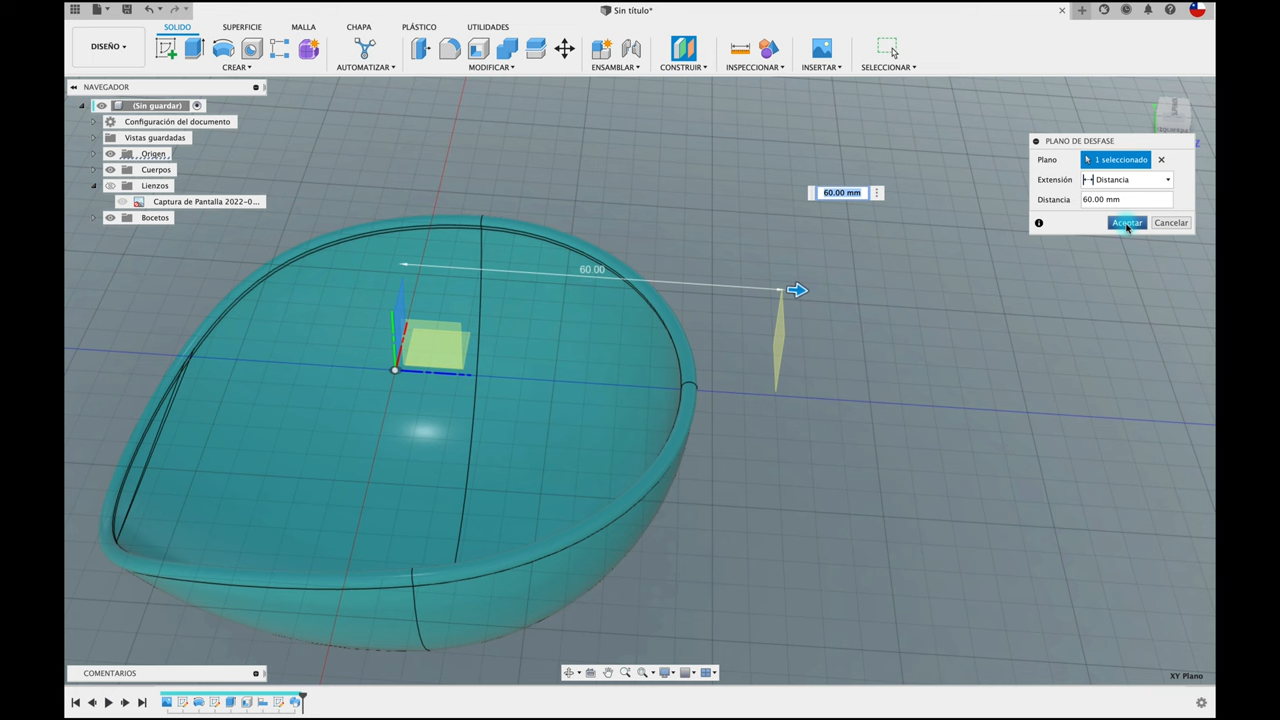 Sin título*
DISEÑO
SOLIDO
SUPERFICIE
MALLA
CHAPA
PLÁSTICO
UTILIDADES
CREAR
AUTOMATIZAR
MODIFICAR
ENSAMBLAR
CONSTRUIR
INSPECCIONAR
INSERTAR
SELECCIONAR
NAVEGADOR
(Sin guardar)
Configuración del documento
Vistas guardadas
Origen
Cuerpos
Lienzos
Captura de Pantalla 2022-0...
Bocetos
PLANO DE DESFASE
Plano
1 seleccionado
Extensión
Distancia
Distancia
60.00 mm
Aceptar
Cancelar
60.00 mm
60.00
COMENTARIOS
XY Plano